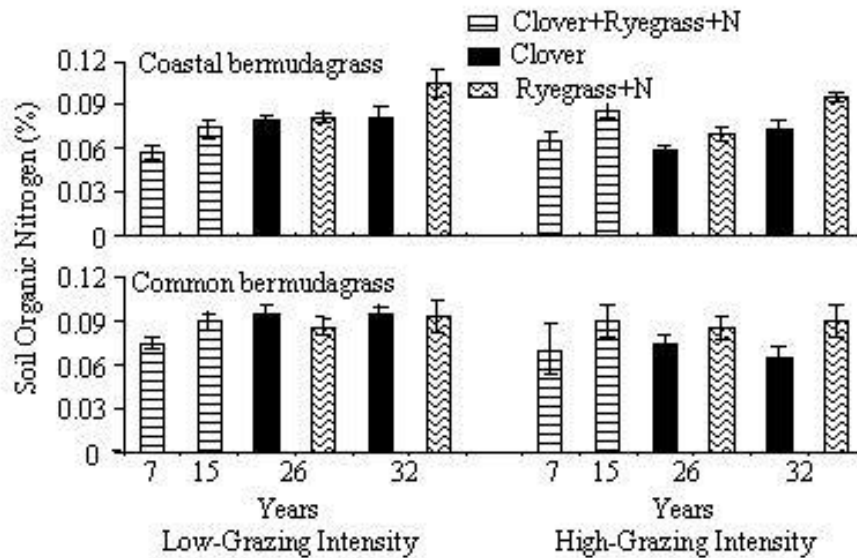 Clover+Ryegrass+N
Clover
Ryegrass+N
Soil Organic Nitrogen (%)
Coastal bermudagrass
0.12
0.09
0.06
0.03
0
Common bermudagrass
0.12
0.09
0.06
0.03
0
7 15 26 32 7 15 26 32
Years Years
Low-Grazing Intensity High-Grazing Intensity